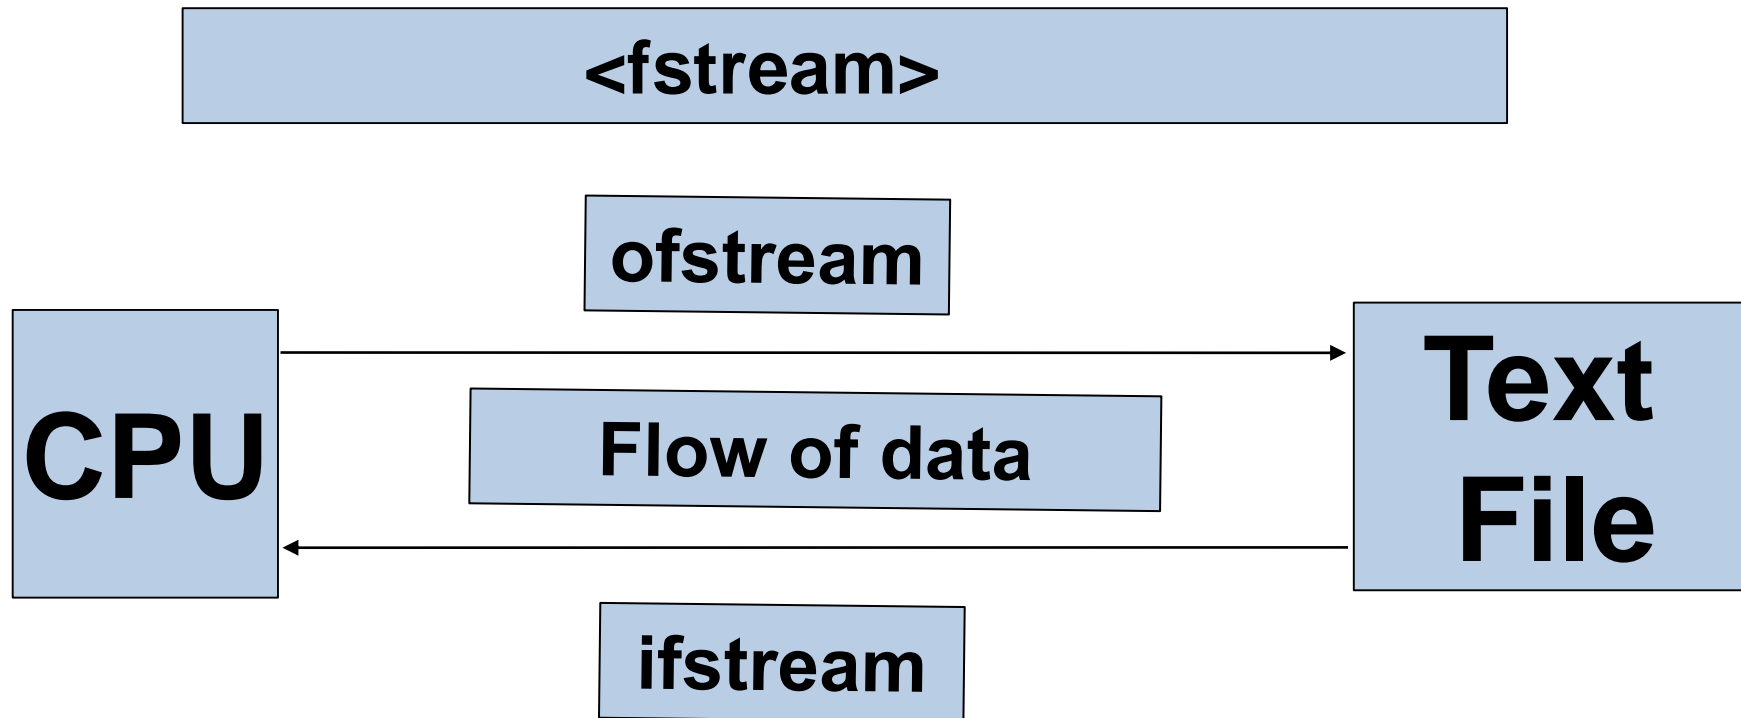 <fstream>
ofstream
CPU
Flow of data
Text
File
ifstream